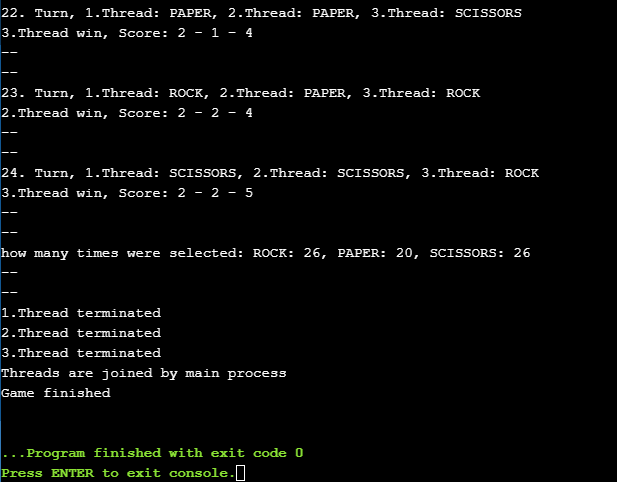 22. Turn, 1.Thread: PAPER, 2.Thread: PAPER, 3.Thread: SCISSORS
3.Thread win, Score: 2 - 1 - 4
--
--
23. Turn, 1.Thread: ROCK, 2.Thread: PAPER, 3.Thread: ROCK
2.Thread win, Score: 2 - 2 - 4
--
--
24. Turn, 1.Thread: SCISSORS, 2.Thread: SCISSORS, 3.Thread: ROCK
3.Thread win, Score: 2 - 2 - 5
--
--
how many times were selected: ROCK: 26, PAPER: 20, SCISSORS: 26
--
--
1.Thread terminated
2.Thread terminated
3.Thread terminated
Threads are joined by main process
Game finished
...Program finished with exit code 0
Press ENTER to exit console.